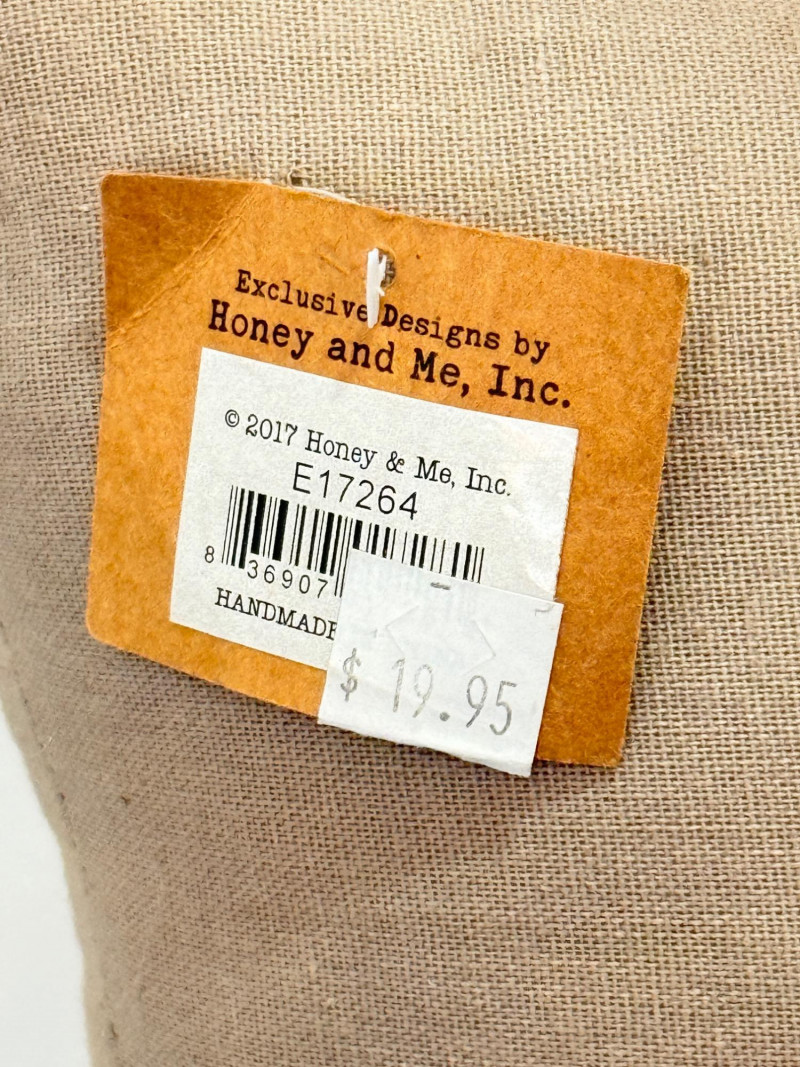 Exclusive Designs by
Honey and Me, Inc.
© 2017 Honey & Me, Inc.
E17264
8 36907
HANDMADE
$ 19.95